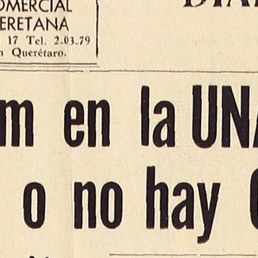 OMERCIAL
ERETANA
17 Tel. 2.03.79
n Querétaro.
DIA
m en la UNA
o no hay